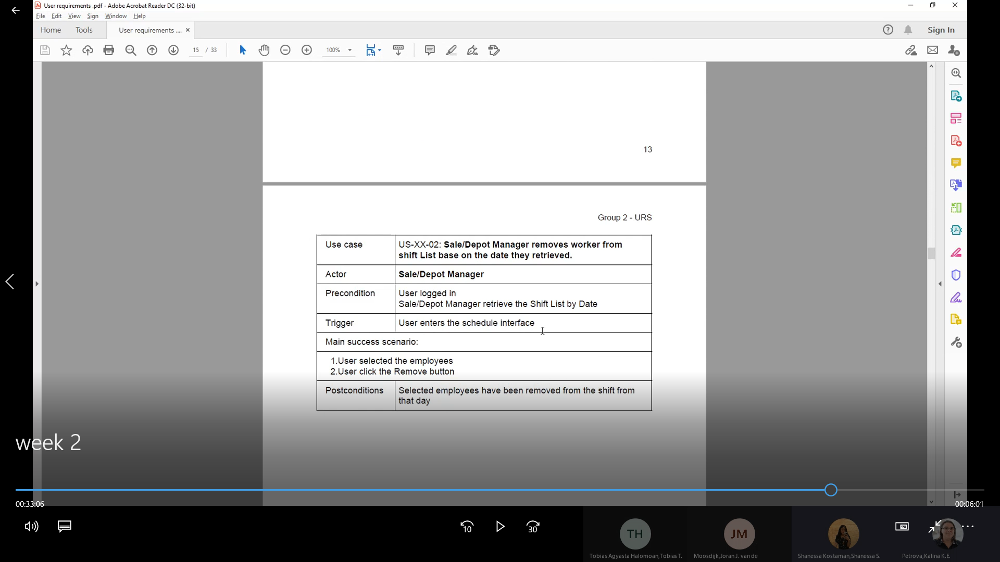 User requirements .pdf - Adobe Acrobat Reader DC (32-bit)
File Edit View Sign Window Help
Home Tools User requirements .... × Sign In
15 / 33 100%
13
Group 2 - URS
Use case US-XX-02: Sale/Depot Manager removes worker from
shift List base on the date they retrieved.
Actor Sale/Depot Manager
Precondition User logged in
Sale/Depot Manager retrieve the Shift List by Date
Trigger User enters the schedule interface
Main success scenario:
1.User selected the employees
2.User click the Remove button
Postconditions Selected employees have been removed from the shift from
that day
week 2
00:33:06 00:06:01
10 30
TH JM
Tobias Agyasta Halomoan,Tobias T. Moosdijk,Joran J. van de Shanessa Kostaman,Shanessa S. Petrova,Kalina K.E.